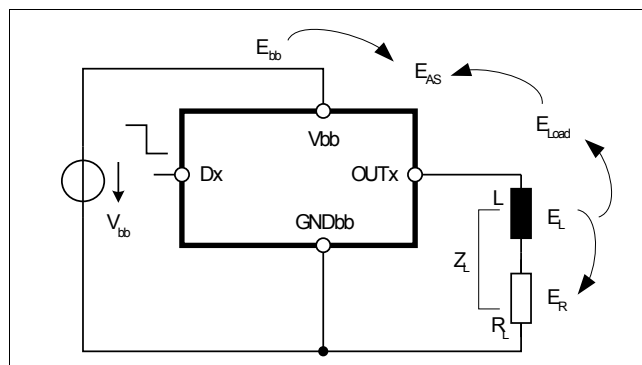 E_bb
E_AS
E_Load
Vbb
Dx
OUTx
V_bb
GNDbb
L
E_L
Z_L
E_R
R_L